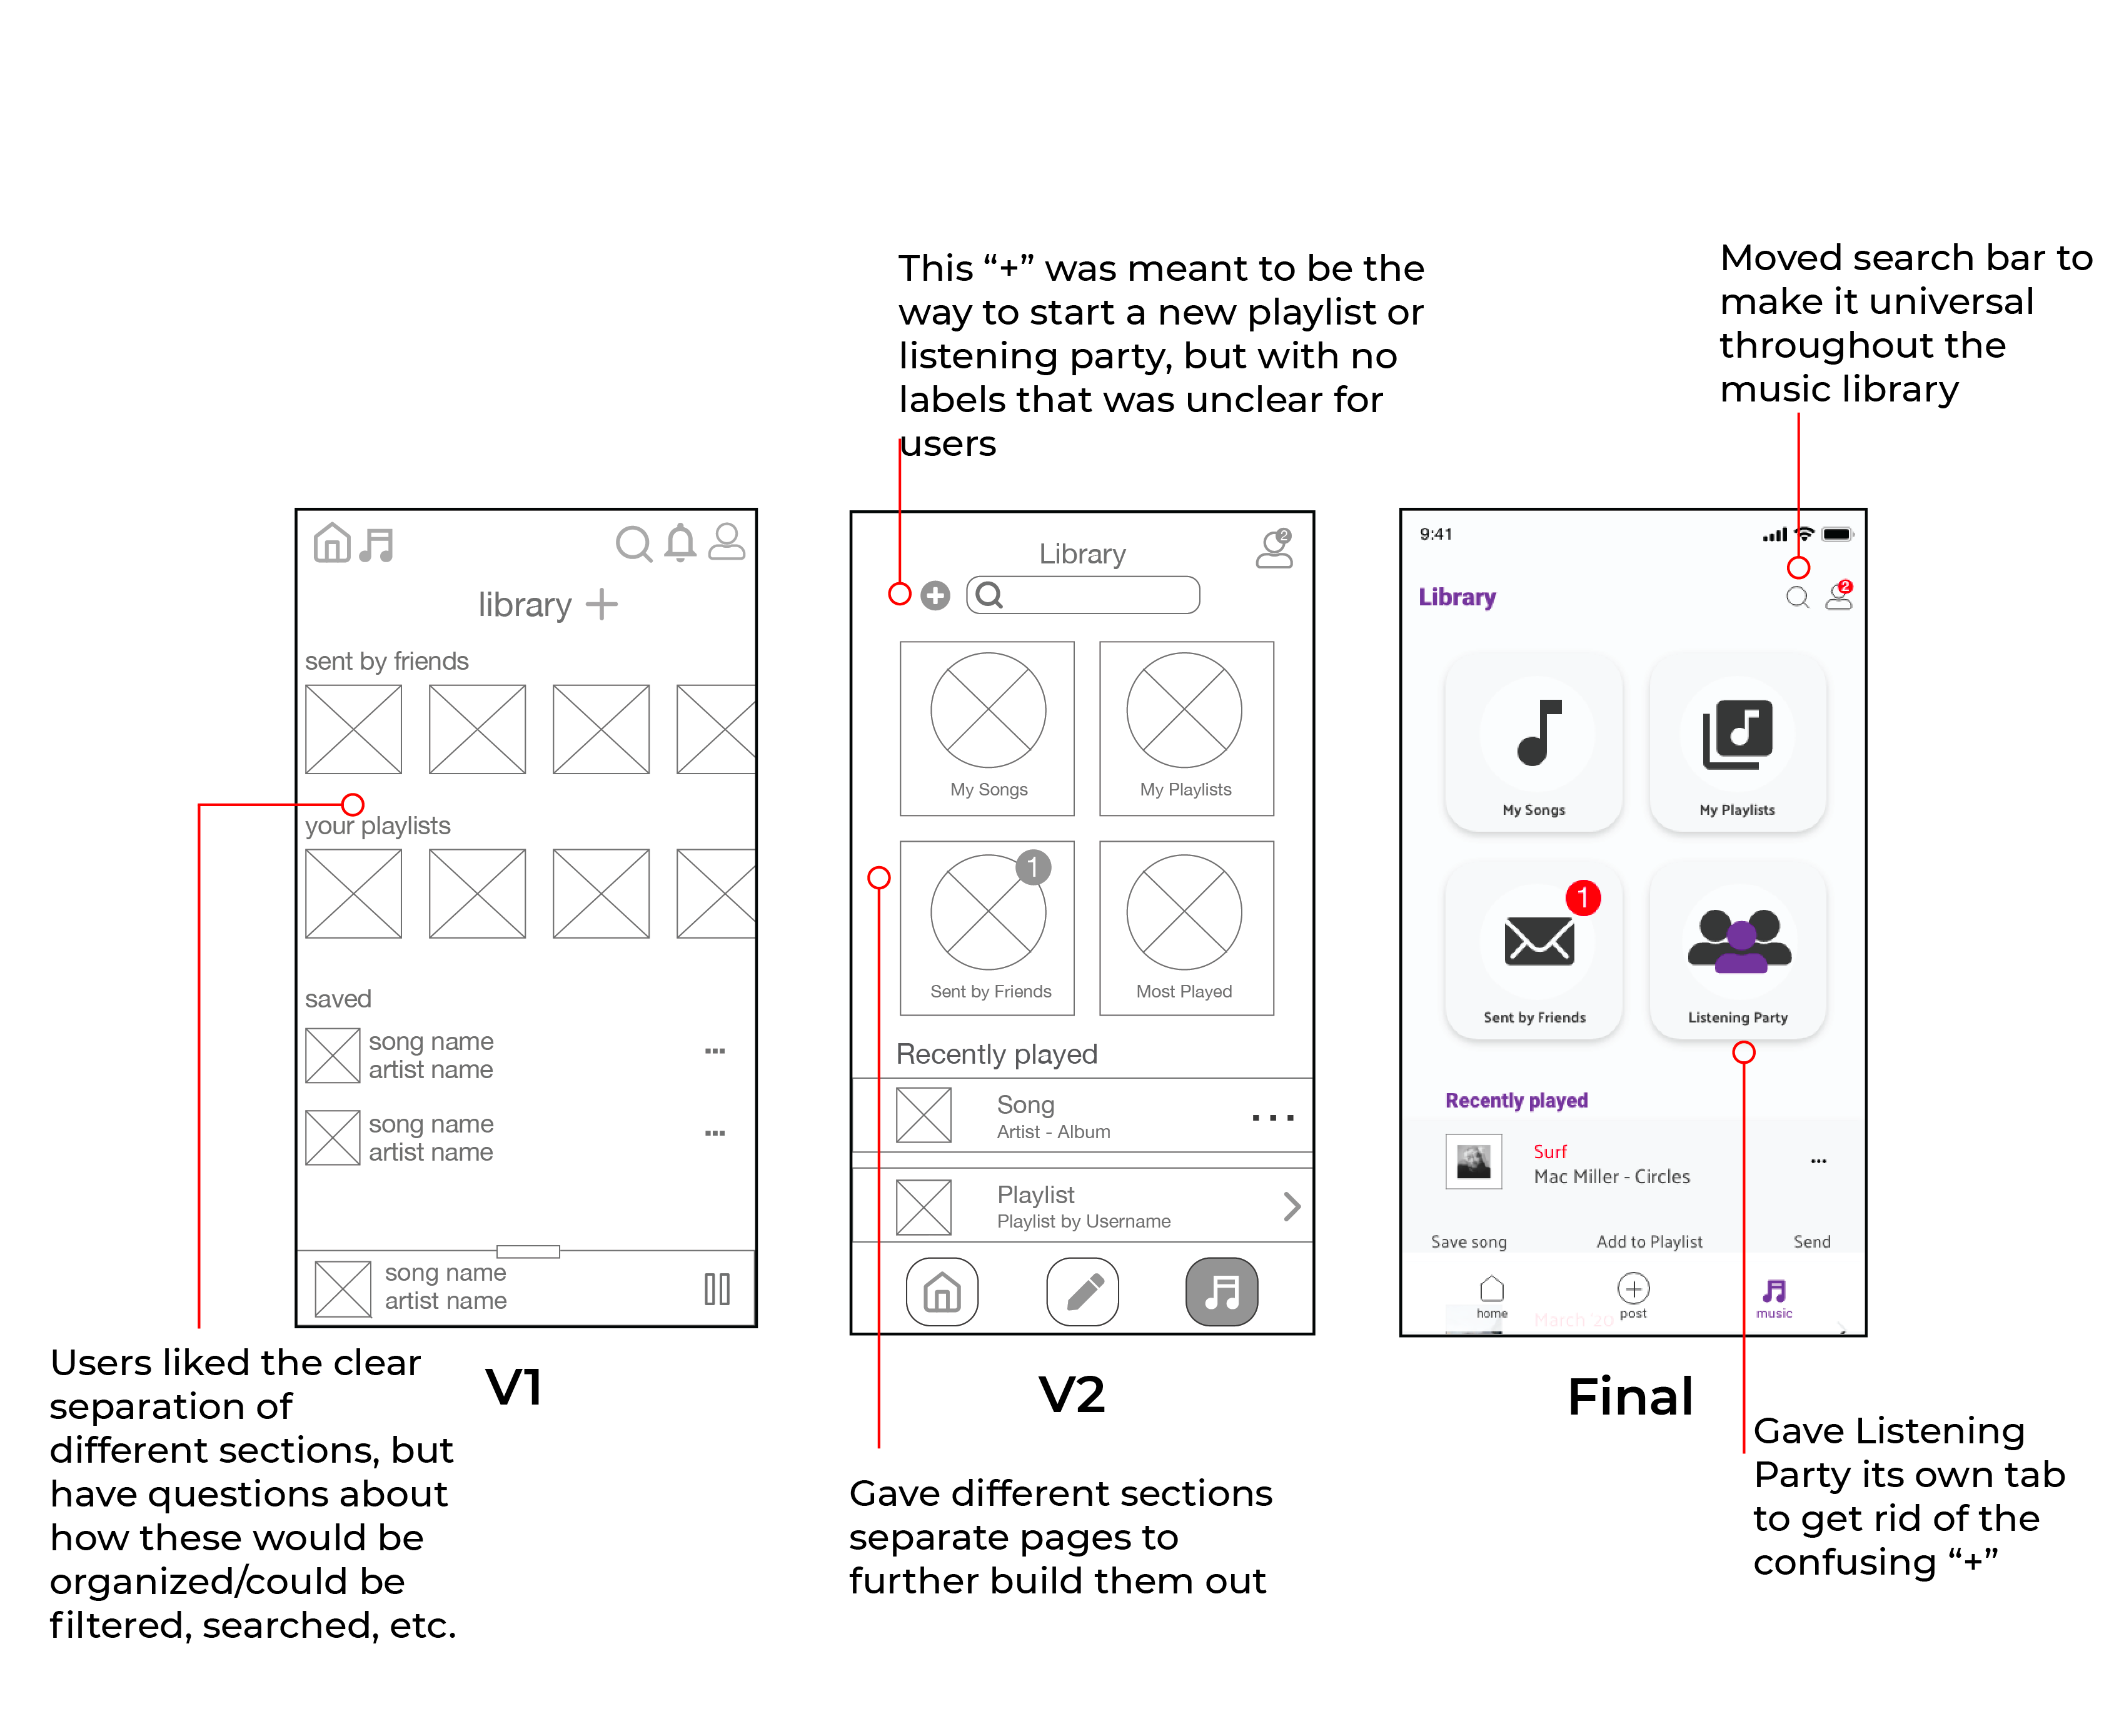 This “+” was meant to be the
way to start a new playlist or
listening party, but with no
labels that was unclear for
users
Moved search bar to
make it universal
throughout the
music library
library
sent by friends
your playlists
saved
song name
artist name
song name
artist name
song name
artist name
V1
Users liked the clear
separation of
different sections, but
have questions about
how these would be
organized/could be
filtered, searched, etc.
2
Library
My Songs
My Playlists
1
Sent by Friends
Most Played
Recently played
Song
Artist - Album
Playlist
Playlist by Username
V2
Gave different sections
separate pages to
further build them out
9:41
2
Library
My Songs
My Playlists
1
Sent by Friends
Listening Party
Recently played
Surf
Mac Miller - Circles
Save song
Add to Playlist
Send
home
post
music
March ’20
Final
Gave Listening
Party its own tab
to get rid of the
confusing “+”